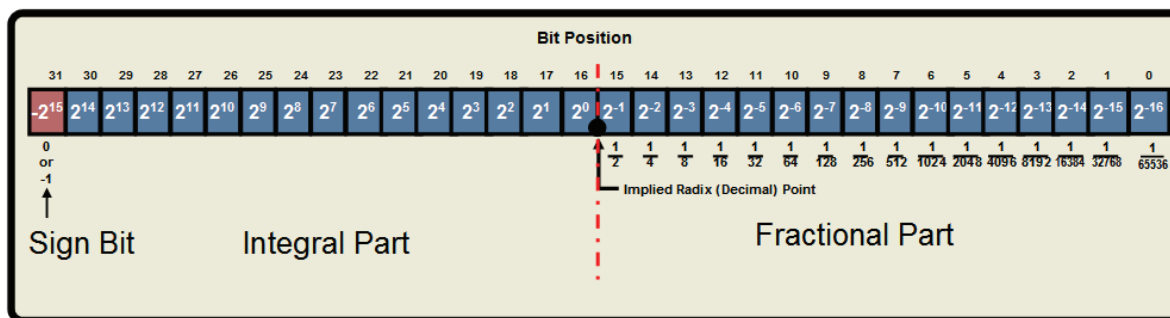 Bit Position
31 30 29 28 27 26 25 24 23 22 21 20 19 18 17 16 15 14 13 12 11 10 9 8 7 6 5 4 3 2 1 0
-2¹⁵ 2¹⁴ 2¹³ 2¹² 2¹¹ 2¹⁰ 2⁹ 2⁸ 2⁷ 2⁶ 2⁵ 2⁴ 2³ 2² 2¹ 2⁰ 2⁻¹ 2⁻² 2⁻³ 2⁻⁴ 2⁻⁵ 2⁻⁶ 2⁻⁷ 2⁻⁸ 2⁻⁹ 2⁻¹⁰ 2⁻¹¹ 2⁻¹² 2⁻¹³ 2⁻¹⁴ 2⁻¹⁵ 2⁻¹⁶
0
or
-1
1/2 1/4 1/8 1/16 1/32 1/64 1/128 1/256 1/512 1/1024 1/2048 1/4096 1/8192 1/16384 1/32768 1/65536
Implied Radix (Decimal) Point
Sign Bit
Integral Part
Fractional Part